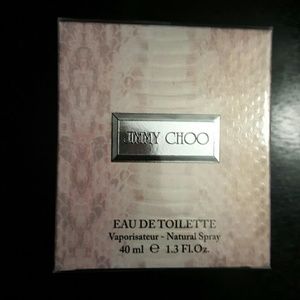 JIMMY CHOO
EAU DE TOILETTE
Vaporisateur - Natural Spray
40 ml ℮ 1.3 Fl.Oz.